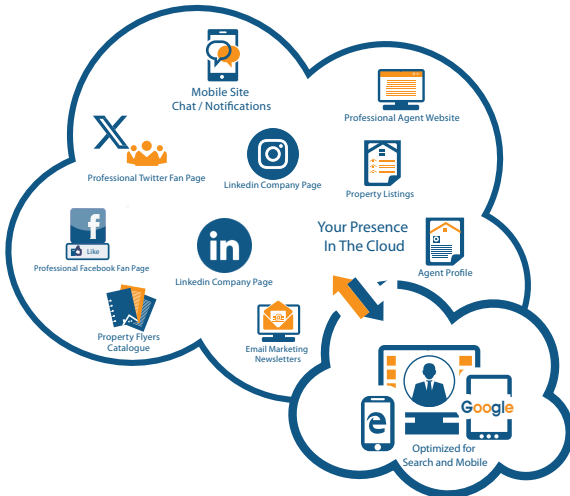 Mobile Site
Chat / Notifications
Professional Agent Website
Professional Twitter Fan Page
Linkedin Company Page
Property Listings
f
Like
Professional Facebook Fan Page
in
Linkedin Company Page
Your Presence
In The Cloud
Agent Profile
Property Flyers
Catalogue
Email Marketing
Newsletters
e
Google
Optimized for
Search and Mobile